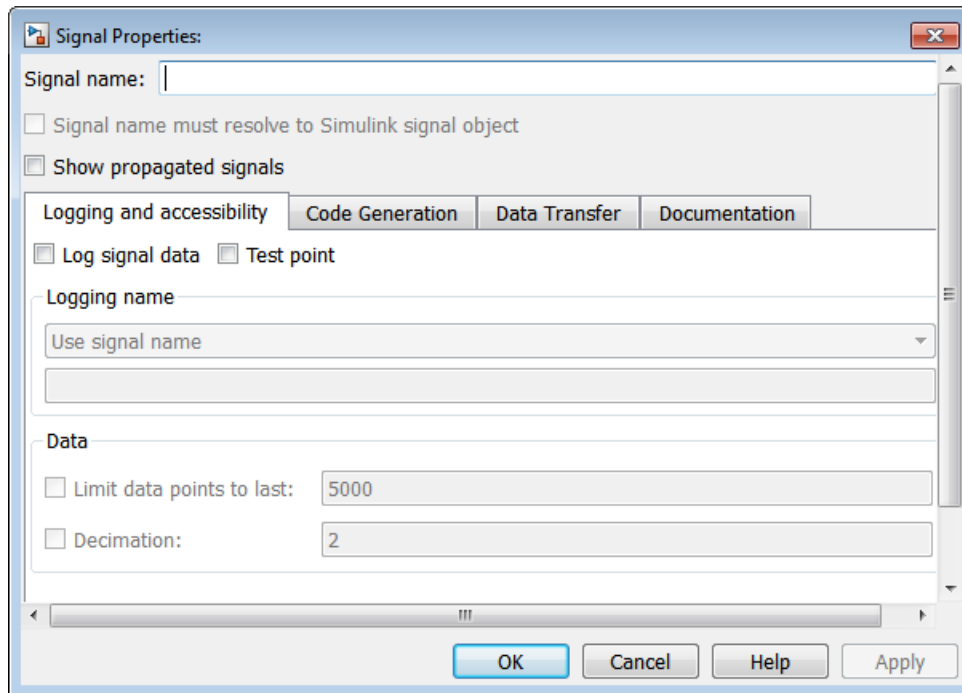 Signal Properties:
Signal name:
Signal name must resolve to Simulink signal object
Show propagated signals
Logging and accessibility Code Generation Data Transfer Documentation
Log signal data Test point
Logging name
Use signal name
Data
Limit data points to last: 5000
Decimation: 2
OK Cancel Help Apply